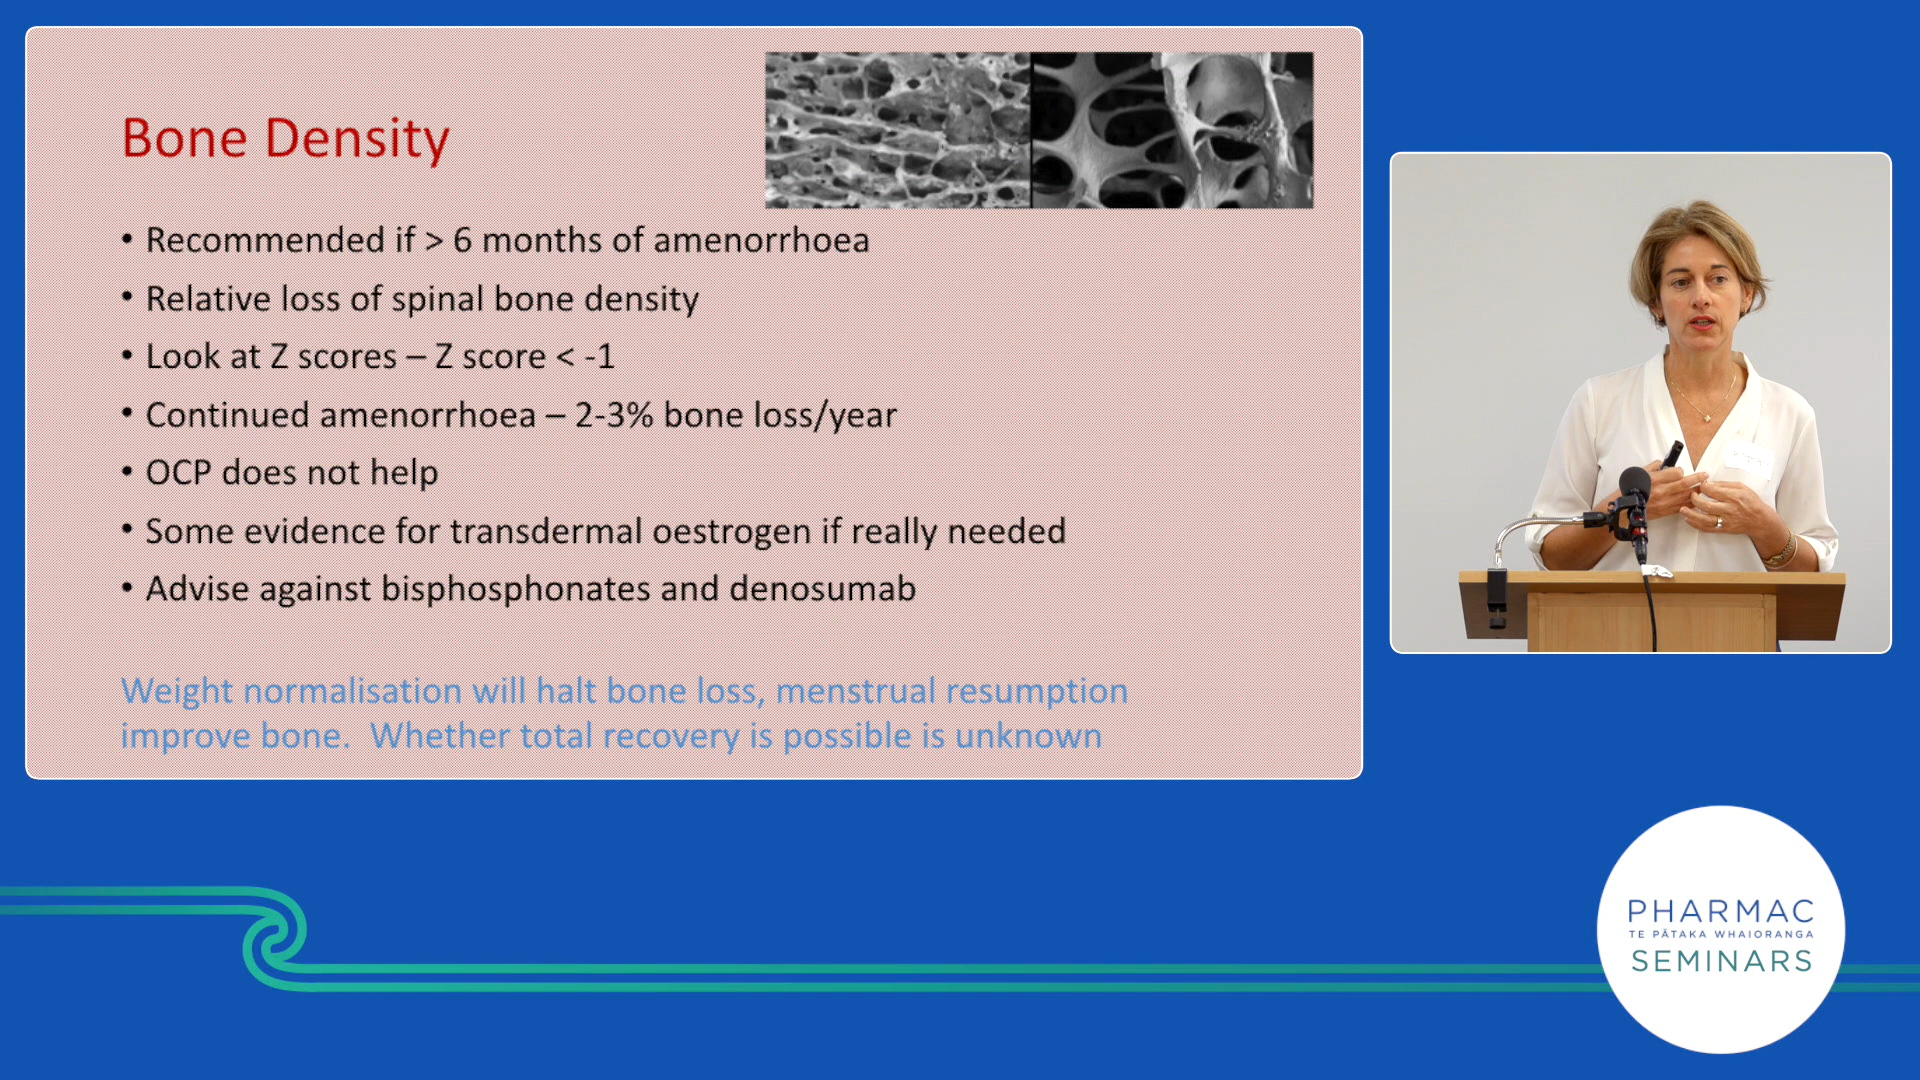 Bone Density
• Recommended if > 6 months of amenorrhoea
• Relative loss of spinal bone density
• Look at Z scores – Z score < -1
• Continued amenorrhoea – 2-3% bone loss/year
• OCP does not help
• Some evidence for transdermal oestrogen if really needed
• Advise against bisphosphonates and denosumab
Weight normalisation will halt bone loss, menstrual resumption
improve bone.  Whether total recovery is possible is unknown
PHARMAC
TE PĀTAKA WHAIORANGA
SEMINARS